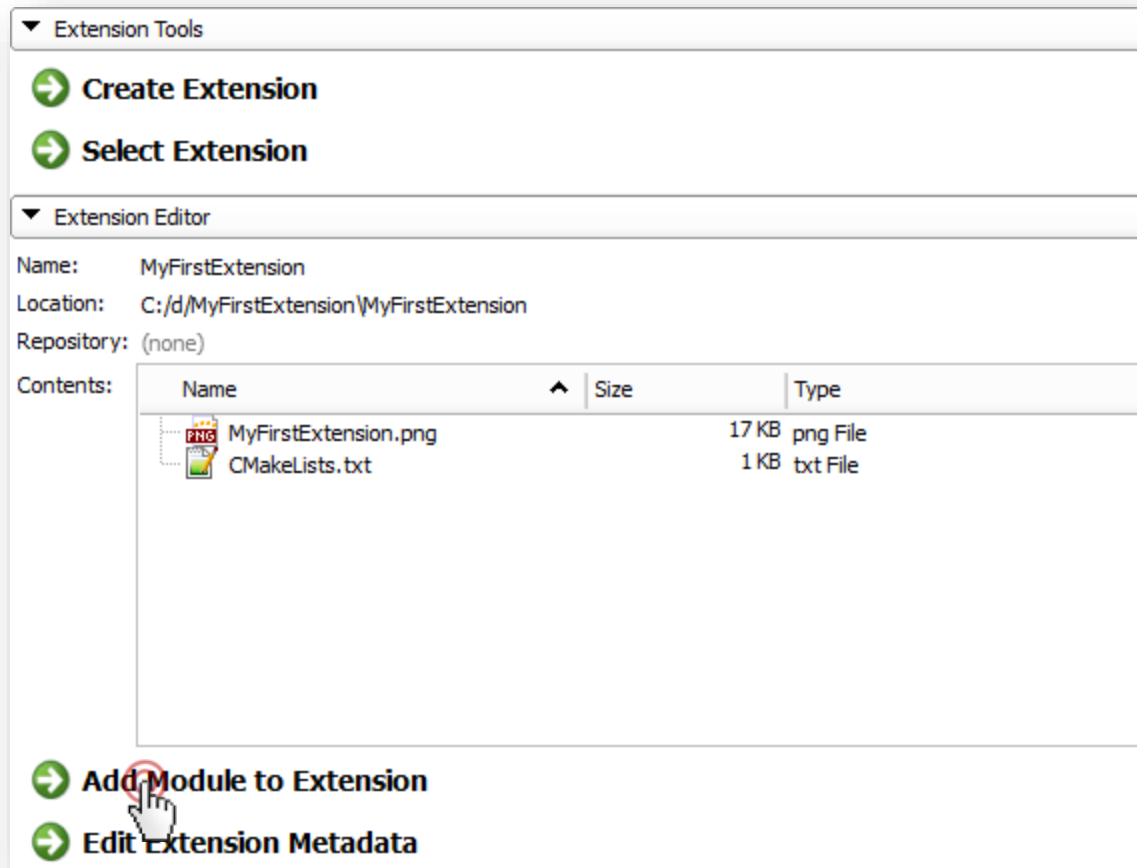 Extension Tools
Create Extension
Select Extension
Extension Editor
Name: MyFirstExtension
Location: C:/d/MyFirstExtension\MyFirstExtension
Repository: (none)
Contents: Name Size Type
PNG MyFirstExtension.png 17 KB png File
CMakeLists.txt 1 KB txt File
Add Module to Extension
Edit Extension Metadata